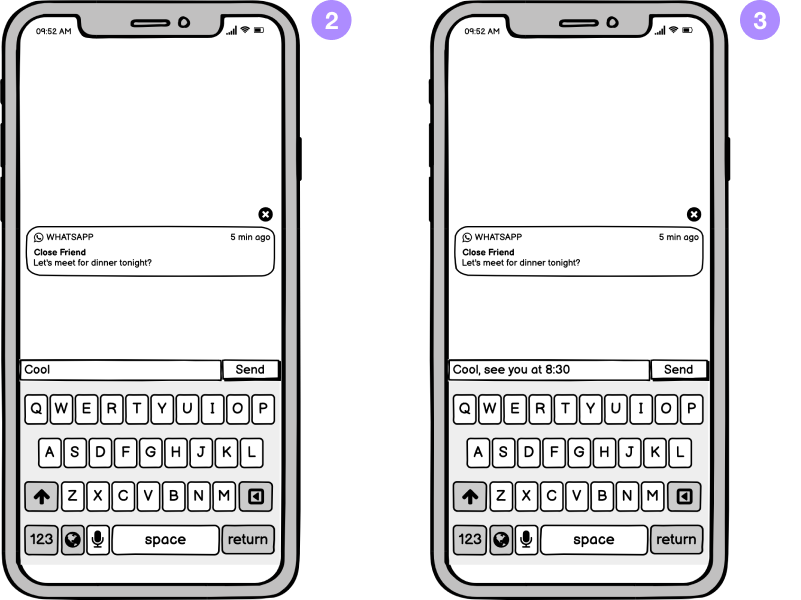 2
09:52 AM
WHATSAPP 5 min ago
Close Friend
Let's meet for dinner tonight?
Cool Send
Q W E R T Y U I O P
A S D F G H J K L
Z X C V B N M
123 space return
3
09:52 AM
WHATSAPP 5 min ago
Close Friend
Let's meet for dinner tonight?
Cool, see you at 8:30 Send
Q W E R T Y U I O P
A S D F G H J K L
Z X C V B N M
123 space return